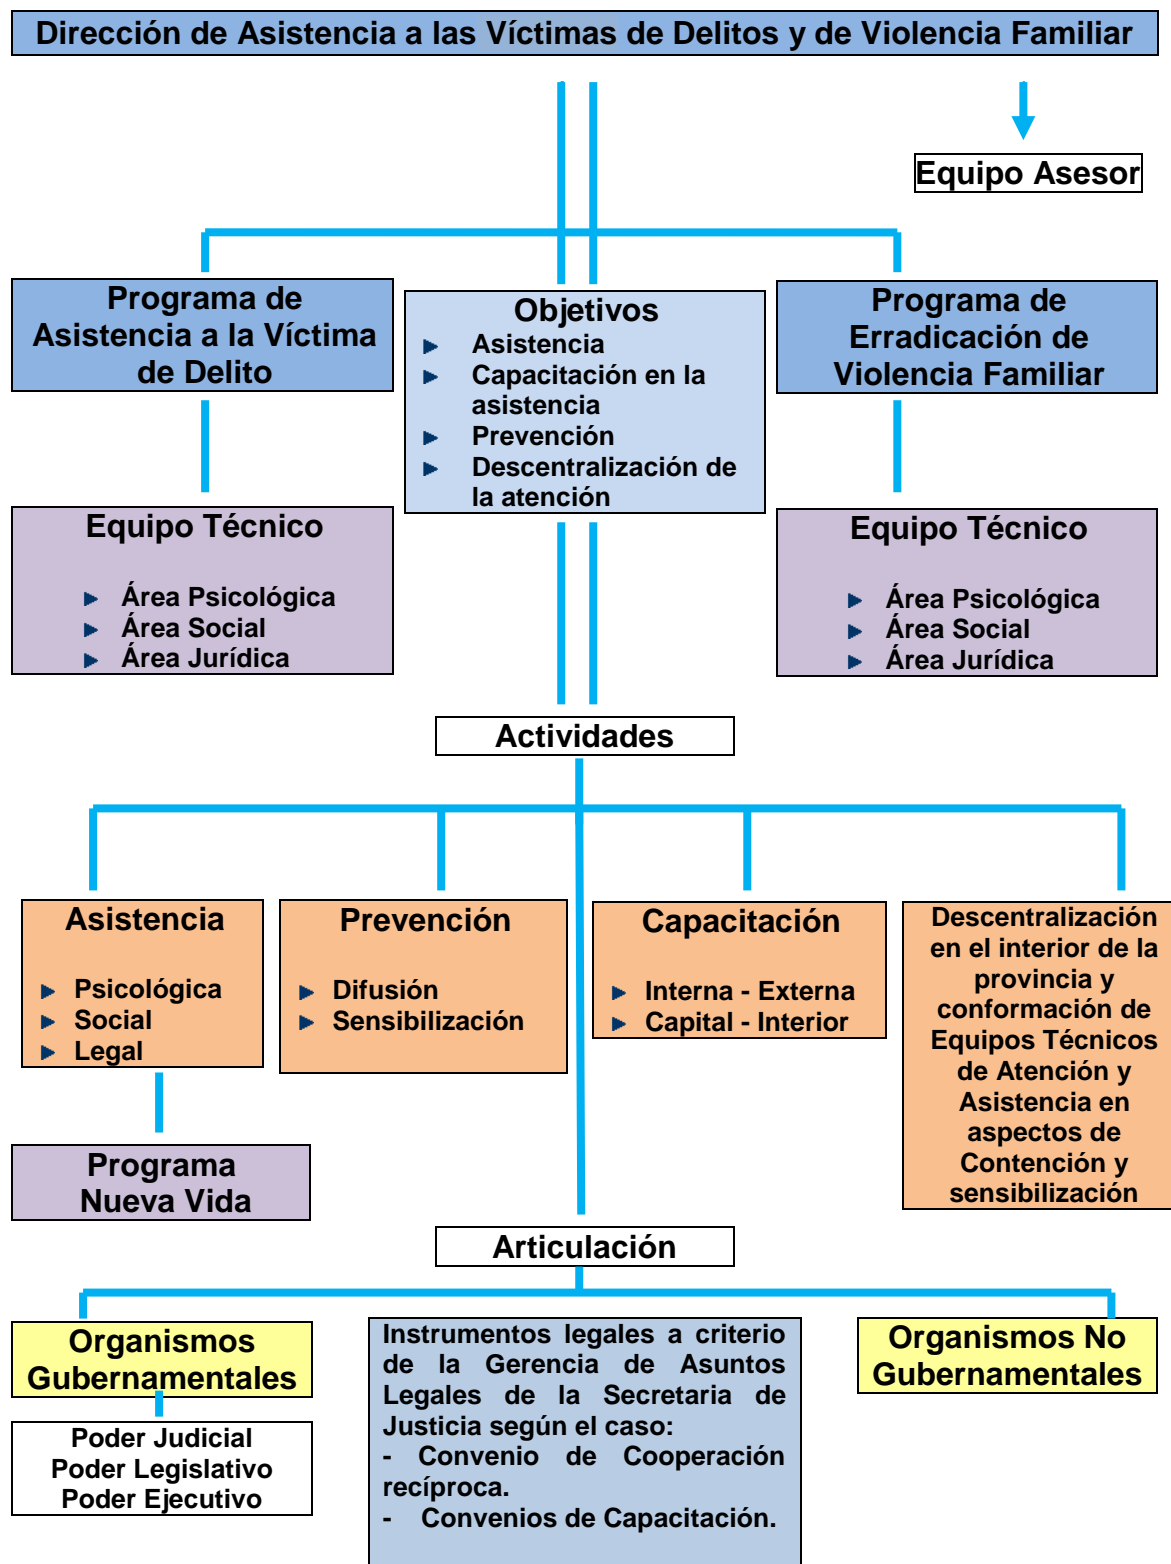 Dirección de Asistencia a las Víctimas de Delitos y de Violencia Familiar
Equipo Asesor
Programa de
Asistencia a la Víctima
de Delito
Objetivos
Asistencia
Capacitación en la
asistencia
Prevención
Descentralización de
la atención
Programa de
Erradicación de
Violencia Familiar
Equipo Técnico
Área Psicológica
Área Social
Área Jurídica
Equipo Técnico
Área Psicológica
Área Social
Área Jurídica
Actividades
Asistencia
Psicológica
Social
Legal
Prevención
Difusión
Sensibilización
Capacitación
Interna - Externa
Capital - Interior
Descentralización
en el interior de la
provincia y
conformación de
Equipos Técnicos
de Atención y
Asistencia en
aspectos de
Contención y
sensibilización
Programa
Nueva Vida
Articulación
Organismos
Gubernamentales
Poder Judicial
Poder Legislativo
Poder Ejecutivo
Instrumentos legales a criterio
de la Gerencia de Asuntos
Legales de la Secretaria de
Justicia según el caso:
- Convenio de Cooperación
recíproca.
- Convenios de Capacitación.
Organismos No
Gubernamentales